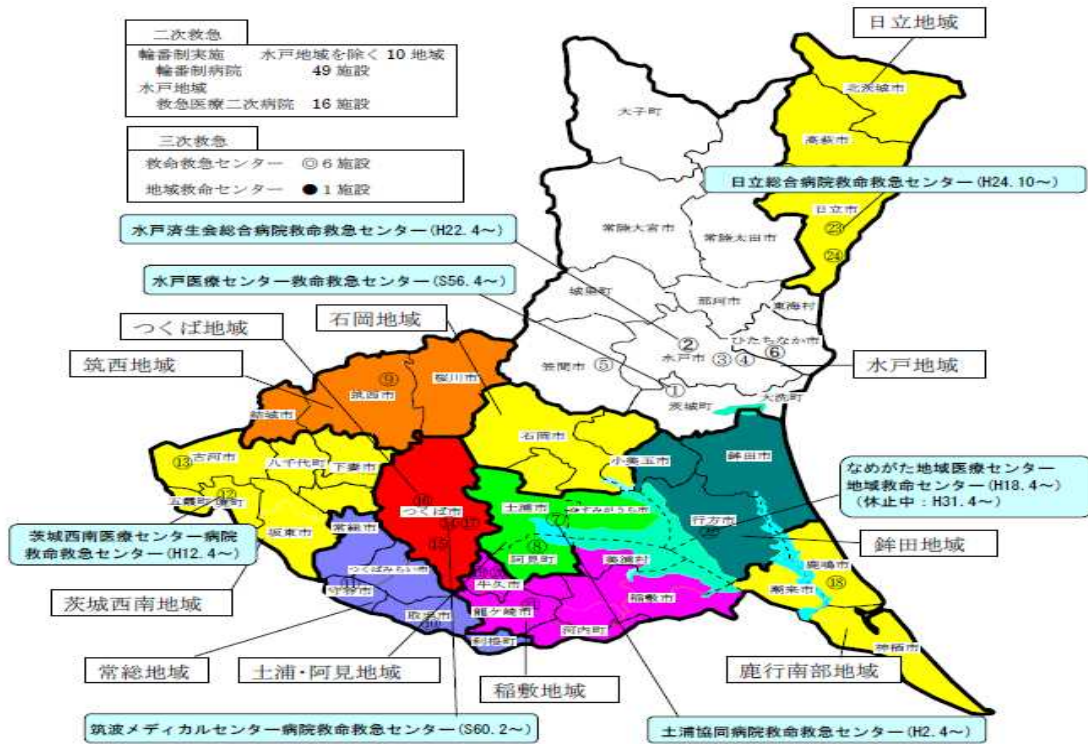 二次救急
輪番制実施 水戸地域を除く10地域
輪番制病院 49施設
水戸地域
救急医療二次病院 16施設
三次救急
救命救急センター ◎6施設
地域救命センター ●1施設
日立地域
北茨城市
大子町
高萩市
日立総合病院救命救急センター(H24.10~)
日立市
㉓
㉔
水戸済生会総合病院救命救急センター(H22.4~)
常陸大宮市
常陸太田市
水戸医療センター救命救急センター(S56.4~)
城里町
那珂市
東海村
つくば地域
石岡地域
筑西地域
ひたちなか市
②
水戸市
③
④
⑥
笠間市
⑤
水戸地域
①
茨城町
大洗町
⑨
桜川市
筑西市
結城市
石岡市
小美玉市
鉾田市
⑬
古河市
八千代町
下妻市
五霞町
⑫
境町
坂東市
常総市
つくば市
土浦市
⑦
かすみがうら市
行方市
なめがた地域医療センター
地域救命センター(H18.4~)
(休止中:H31.4~)
茨城西南医療センター病院
救命救急センター(H12.4~)
鉾田地域
⑧
阿見町
美浦村
つくばみらい市
⑪
守谷市
牛久市
鹿嶋市
⑱
潮来市
茨城西南地域
取手市
⑩
龍ケ崎市
稲敷市
河内町
利根町
神栖市
常総地域
土浦・阿見地域
稲敷地域
鹿行南部地域
筑波メディカルセンター病院救命救急センター(S60.2~)
土浦協同病院救命救急センター(H2.4~)